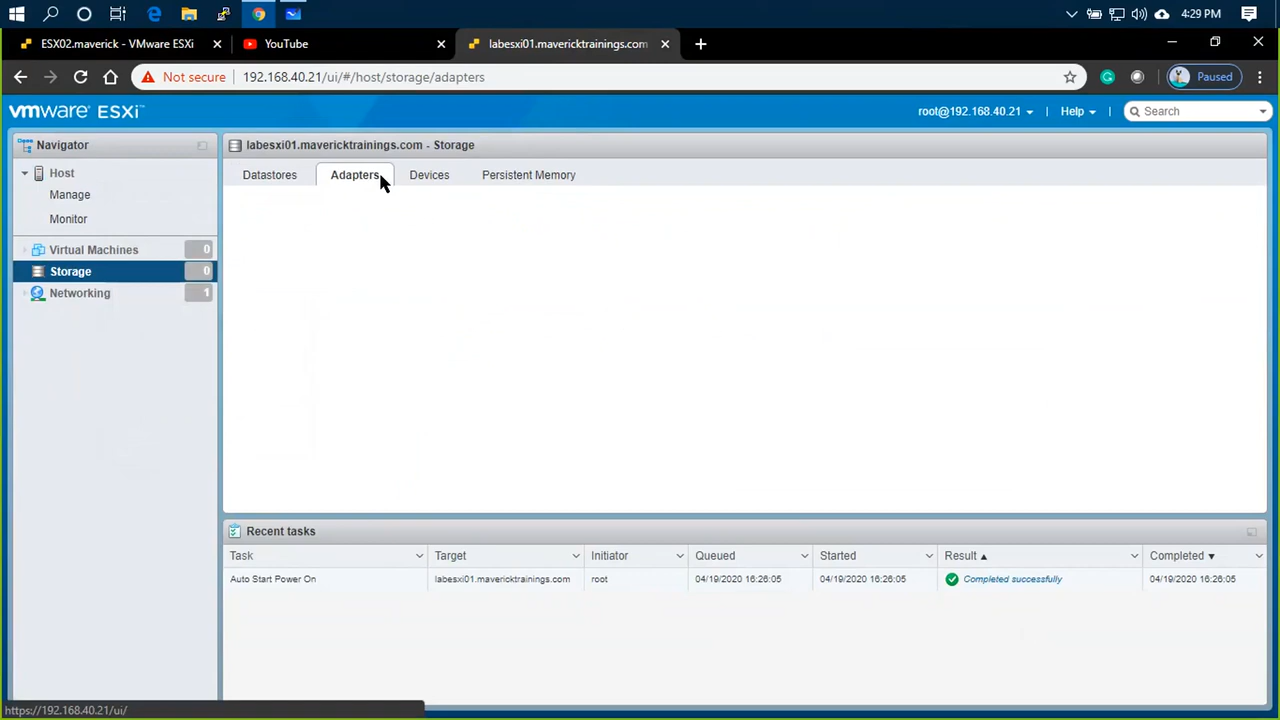 4:29 PM
ESX02.maverick - VMware ESXi
YouTube
labesxi01.mavericktrainings.com
Not secure
192.168.40.21/ui/#/host/storage/adapters
Paused
vmware ESXi
root@192.168.40.21
Help
Search
Navigator
Host
Manage
Monitor
Virtual Machines 0
Storage 0
Networking 1
labesxi01.mavericktrainings.com - Storage
Datastores Adapters Devices Persistent Memory
Recent tasks
Task Target Initiator Queued Started Result Completed
Auto Start Power On labesxi01.mavericktrainings.com root 04/19/2020 16:26:05 04/19/2020 16:26:05 Completed successfully 04/19/2020 16:26:05
https://192.168.40.21/ui/